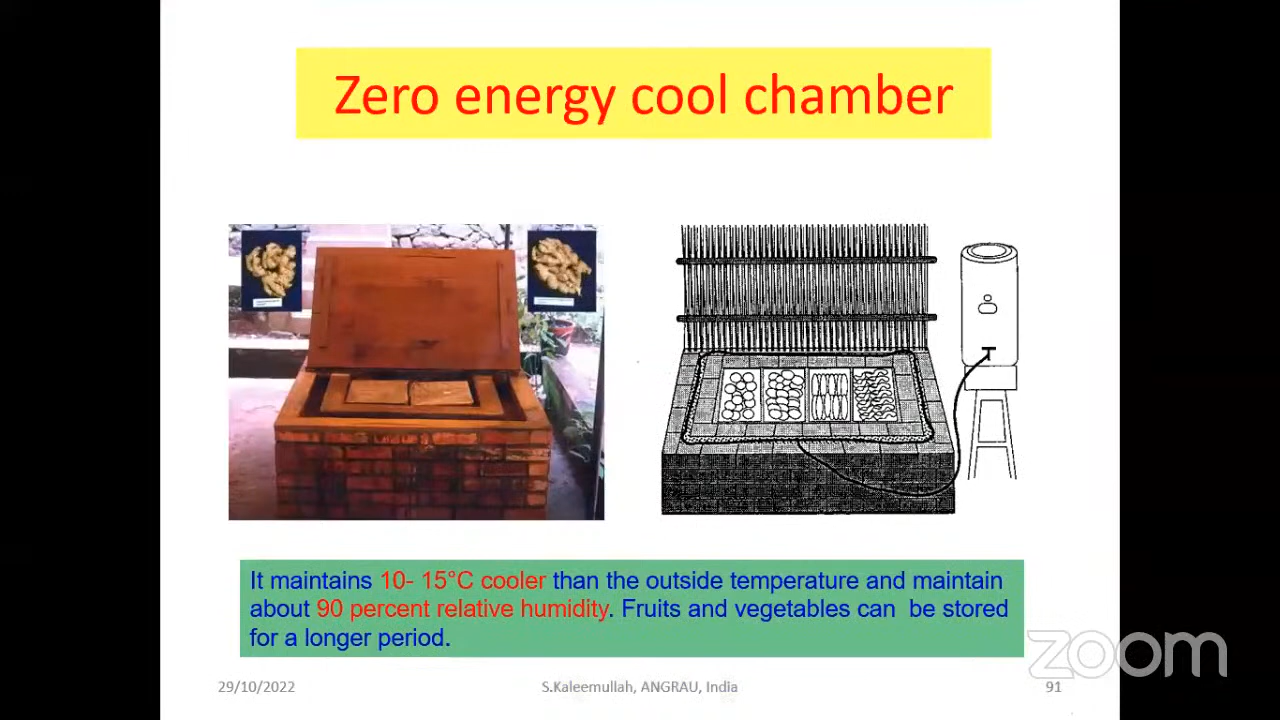 Zero energy cool chamber
It maintains 10- 15°C cooler than the outside temperature and maintain
about 90 percent relative humidity. Fruits and vegetables can  be stored
for a longer period.
zoom
29/10/2022
S.Kaleemullah, ANGRAU, India
91